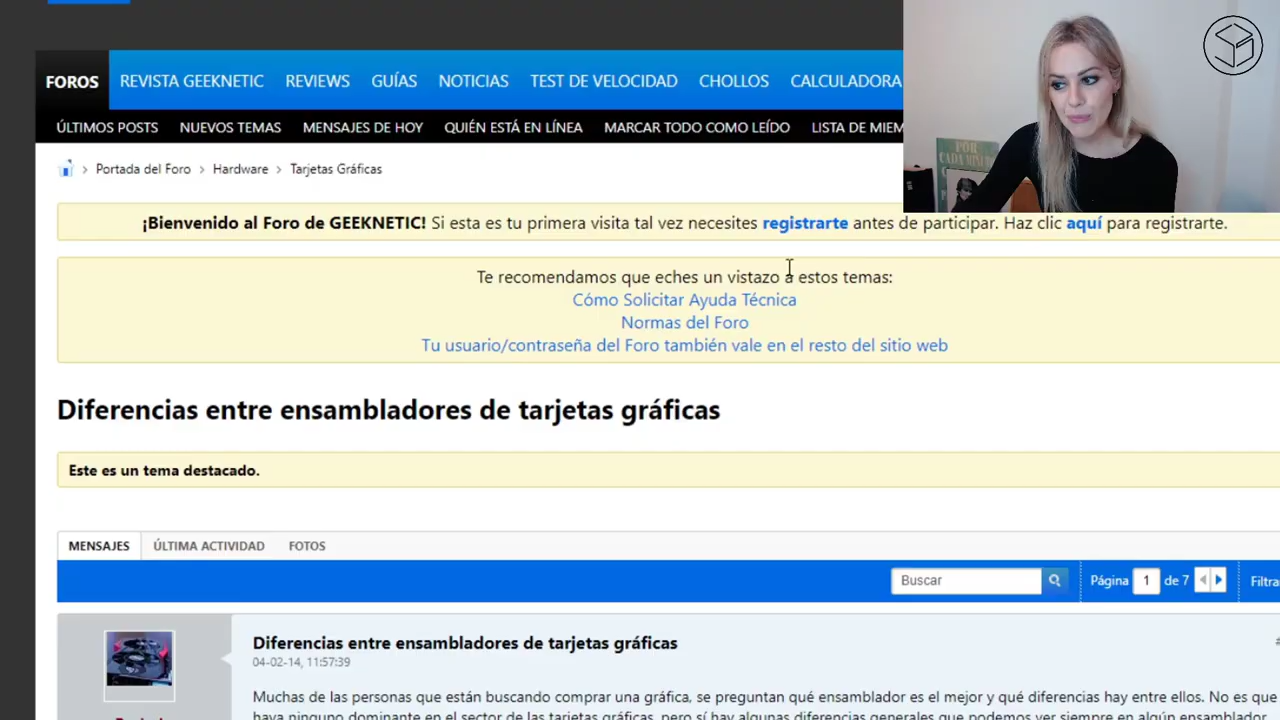 FOROS REVISTA GEEKNETIC REVIEWS GUÍAS NOTICIAS TEST DE VELOCIDAD CHOLLOS CALCULADORA
ÚLTIMOS POSTS NUEVOS TEMAS MENSAJES DE HOY QUIÉN ESTÁ EN LÍNEA MARCAR TODO COMO LEÍDO LISTA DE MIEM
POR
CADA MINU
Portada del Foro > Hardware > Tarjetas Gráficas
¡Bienvenido al Foro de GEEKNETIC! Si esta es tu primera visita tal vez necesites registrarte antes de participar. Haz clic aquí para registrarte.
Te recomendamos que eches un vistazo a estos temas:
Cómo Solicitar Ayuda Técnica
Normas del Foro
Tu usuario/contraseña del Foro también vale en el resto del sitio web
Diferencias entre ensambladores de tarjetas gráficas
Este es un tema destacado.
MENSAJES ÚLTIMA ACTIVIDAD FOTOS
Buscar Página 1 de 7 Filtra
Diferencias entre ensambladores de tarjetas gráficas
04-02-14, 11:57:39
Muchas de las personas que están buscando comprar una gráfica, se preguntan qué ensamblador es el mejor y qué diferencias hay entre ellos. No es que
haya ninguno dominante en el sector de las tarjetas gráficas, pero sí hay algunas diferencias generales que podemos ver siempre en algún ensamblador